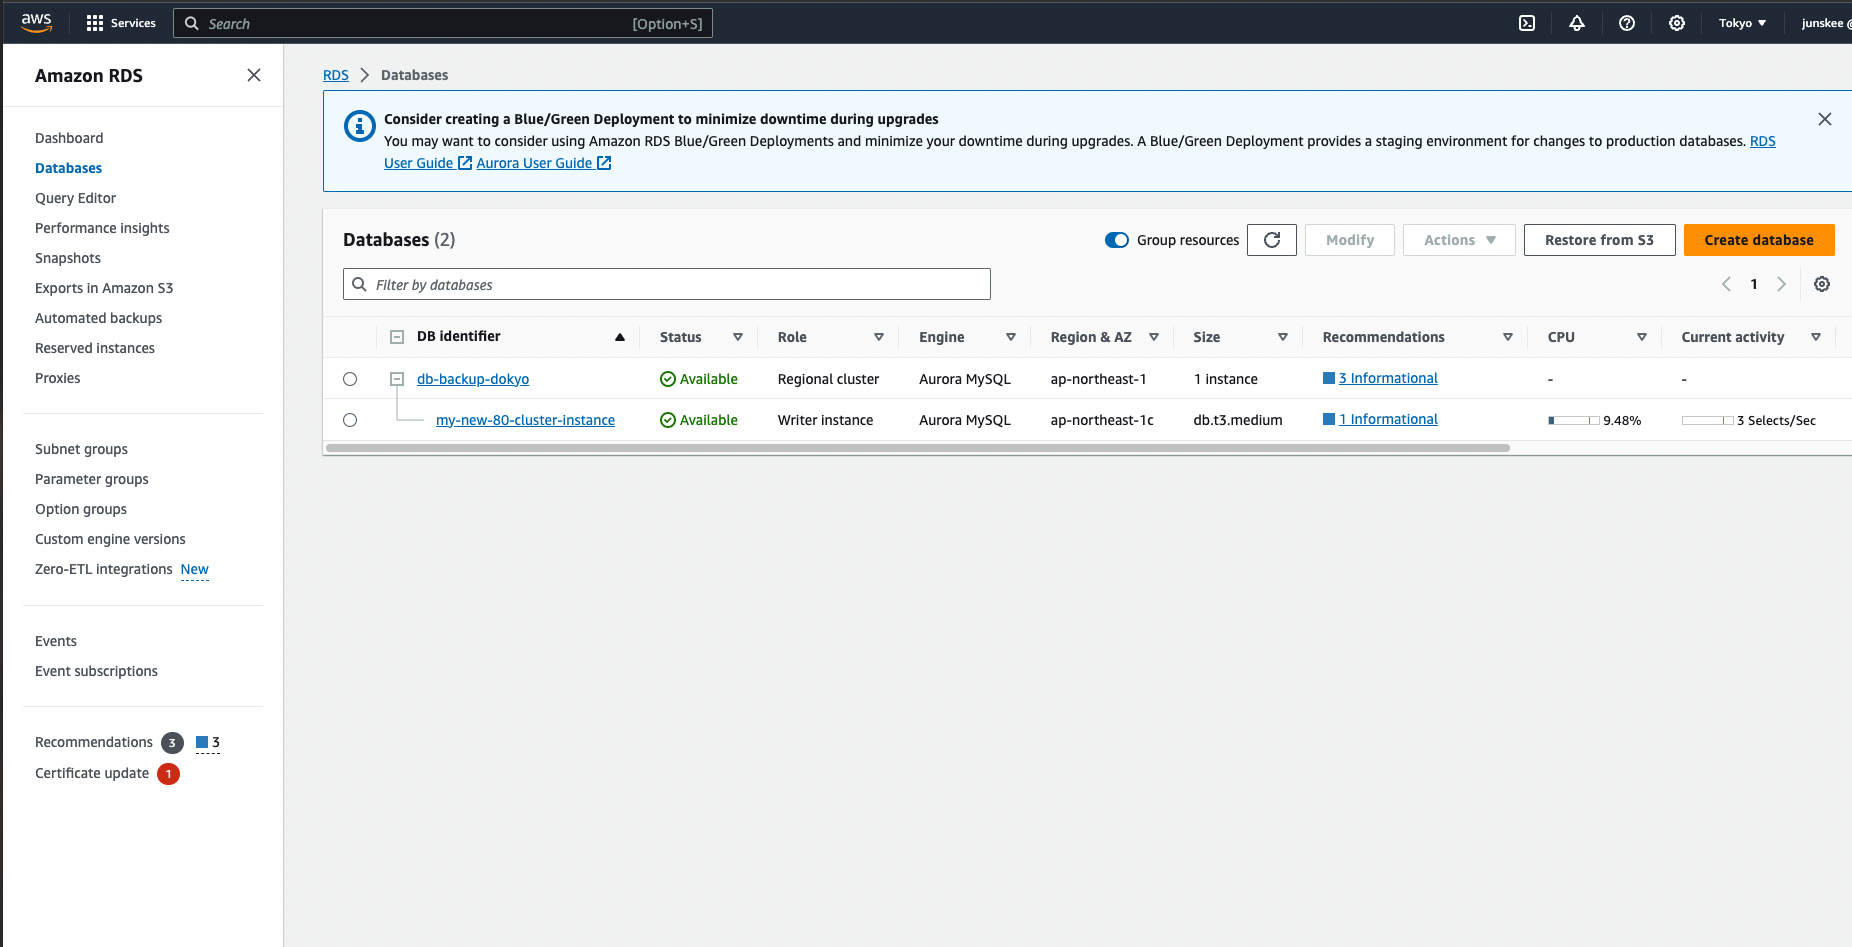 aws
Services
Search
[Option+S]
Tokyo
junskee @
Amazon RDS
Dashboard
Databases
Query Editor
Performance insights
Snapshots
Exports in Amazon S3
Automated backups
Reserved instances
Proxies
Subnet groups
Parameter groups
Option groups
Custom engine versions
Zero-ETL integrations New
Events
Event subscriptions
Recommendations 3 3
Certificate update 1
RDS > Databases
Consider creating a Blue/Green Deployment to minimize downtime during upgrades
You may want to consider using Amazon RDS Blue/Green Deployments and minimize your downtime during upgrades. A Blue/Green Deployment provides a staging environment for changes to production databases. RDS
User Guide Aurora User Guide
Databases (2)
Group resources
Modify
Actions
Restore from S3
Create database
Filter by databases
1
DB identifier Status Role Engine Region & AZ Size Recommendations CPU Current activity
db-backup-dokyo Available Regional cluster Aurora MySQL ap-northeast-1 1 instance 3 Informational - -
my-new-80-cluster-instance Available Writer instance Aurora MySQL ap-northeast-1c db.t3.medium 1 Informational 9.48% 3 Selects/Sec